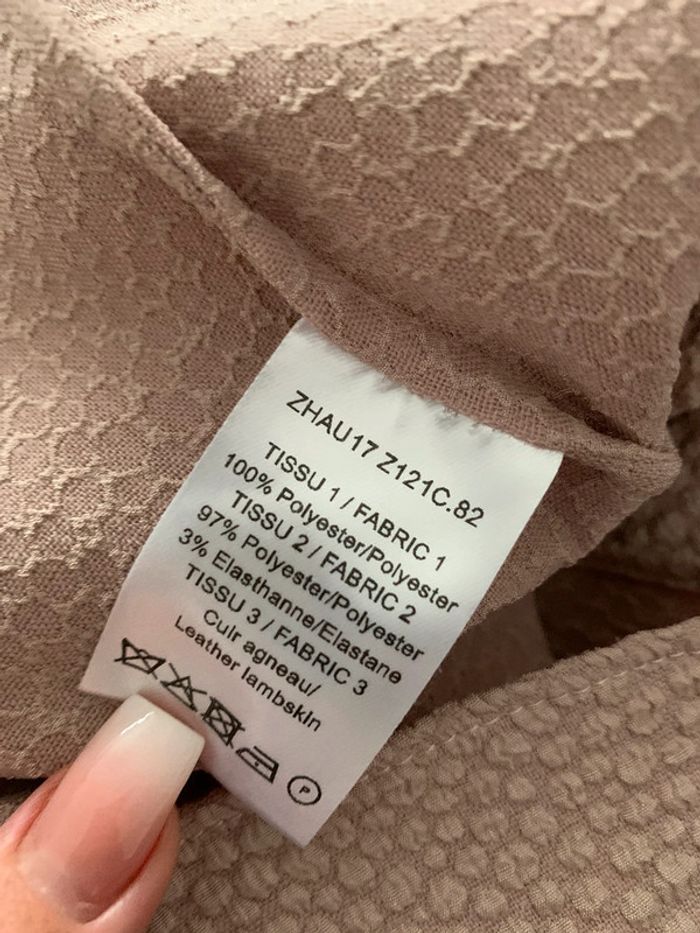 ZHAU17 Z121C.82
TISSU 1 / FABRIC 1
100% Polyester/Polyester
TISSU 2 / FABRIC 2
97% Polyester/Polyester
3% Elasthanne/Elastane
TISSU 3 / FABRIC 3
Cuir agneau/
Leather lambskin
P